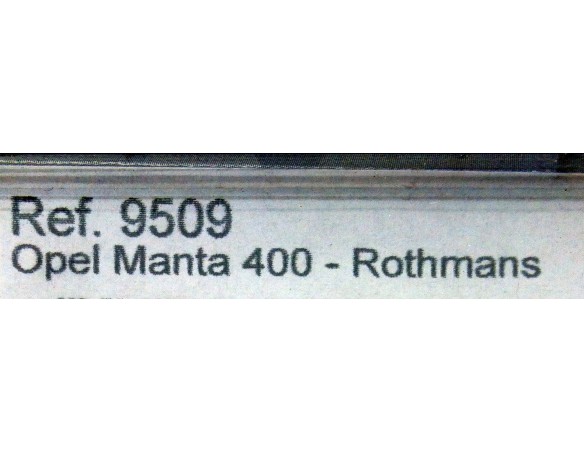 Ref. 9509
Opel Manta 400 - Rothmans